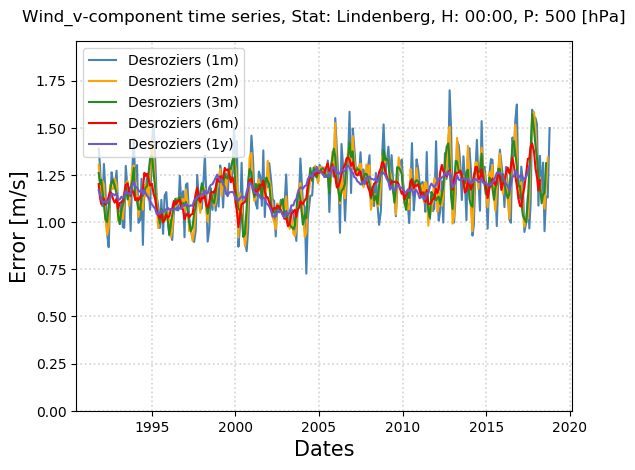 Wind_v-component time series, Stat: Lindenberg, H: 00:00, P: 500 [hPa]
Desroziers (1m)
Desroziers (2m)
Desroziers (3m)
Desroziers (6m)
Desroziers (1y)
1.75
1.50
1.25
1.00
0.75
0.50
0.25
0.00
Error [m/s]
1995 2000 2005 2010 2015 2020
Dates